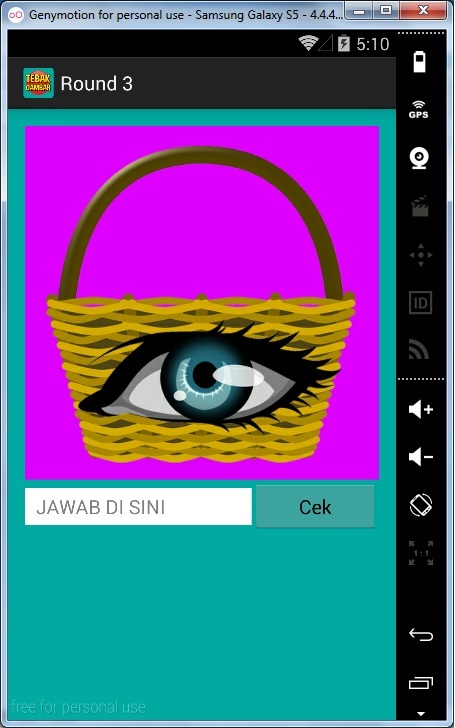 Genymotion for personal use - Samsung Galaxy S5 - 4.4.4...
5:10
TEBAK
GAMBAR
Round 3
GPS
ID
JAWAB DI SINI
Cek
1:1
free for personal use